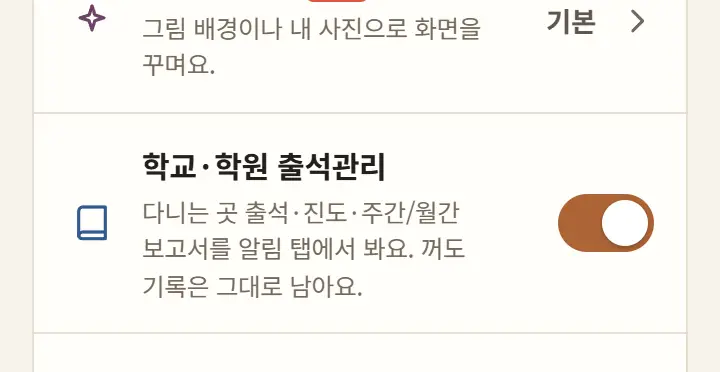 그림 배경이나 내 사진으로 화면을
꾸며요.
기본
학교·학원 출석관리
다니는 곳 출석·진도·주간/월간
보고서를 알림 탭에서 봐요. 꺼도
기록은 그대로 남아요.